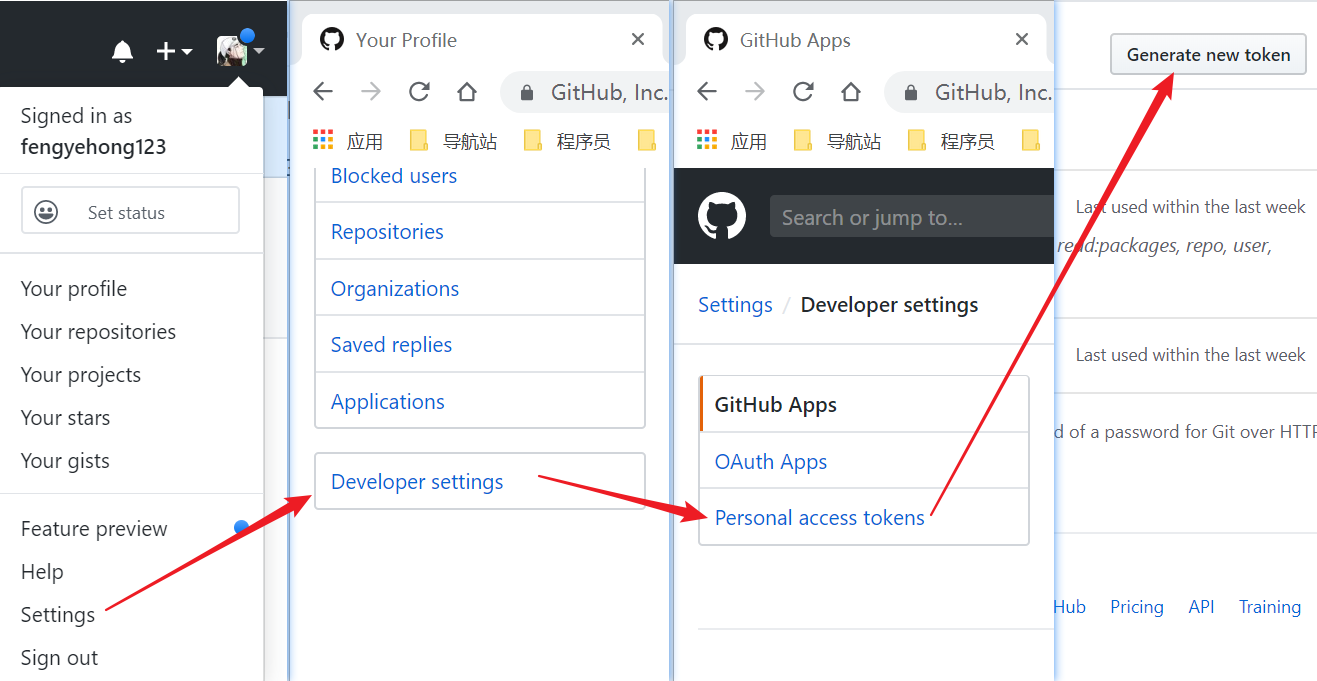 Signed in as
fengyehong123
Set status
Your profile
Your repositories
Your projects
Your stars
Your gists
Feature preview
Help
Settings
Sign out
Your Profile
GitHub, Inc.
应用
导航站
程序员
Blocked users
Repositories
Organizations
Saved replies
Applications
Developer settings
GitHub Apps
GitHub, Inc.
应用
导航站
程序员
Search or jump to...
Settings / Developer settings
GitHub Apps
OAuth Apps
Personal access tokens
Generate new token
Last used within the last week
read:packages, repo, user,
Last used within the last week
d of a password for Git over HTTP
Hub Pricing API Training